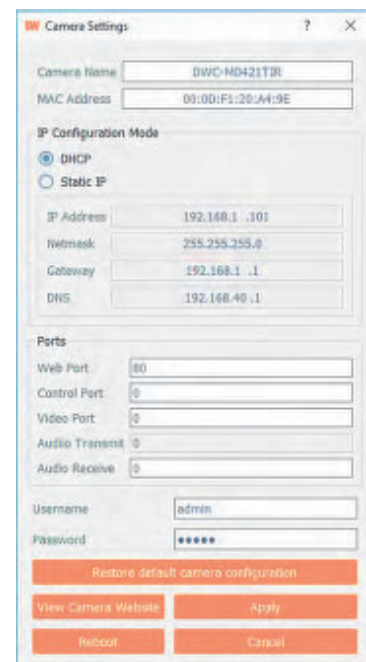 W Camera Settings ? ×
Camera Name DWC-MD421TIR
MAC Address 00:0D:F1:20:A4:9E
IP Configuration Mode
DHCP
Static IP
IP Address 192.168.1 .101
Netmask 255.255.255.0
Gateway 192.168.1 .1
DNS 192.168.40 .1
Ports
Web Port 80
Control Port 0
Video Port 0
Audio Transmit 0
Audio Receive 0
Username admin
Password •••••
Restore default camera configuration
View Camera Website Apply
Reboot Cancel